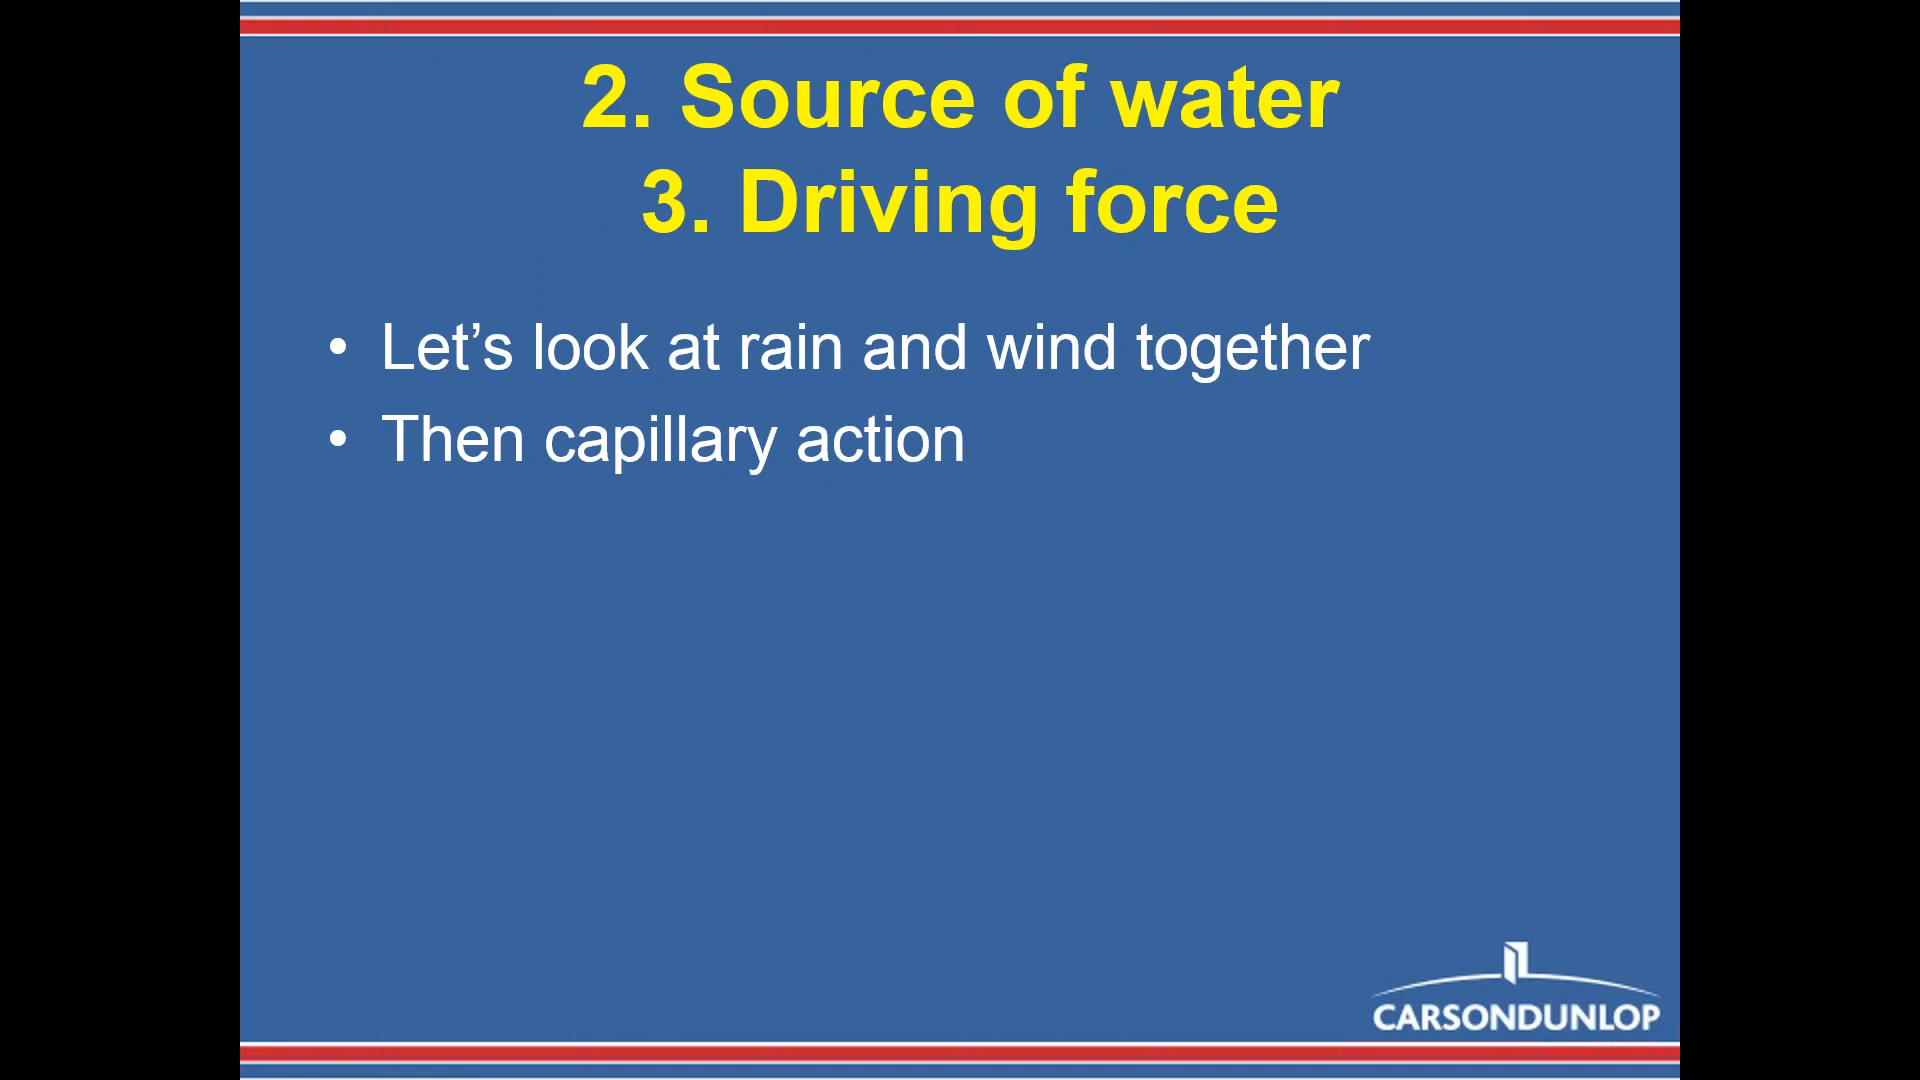 2. Source of water
3. Driving force
• Let’s look at rain and wind together
• Then capillary action
CARSONDUNLOP